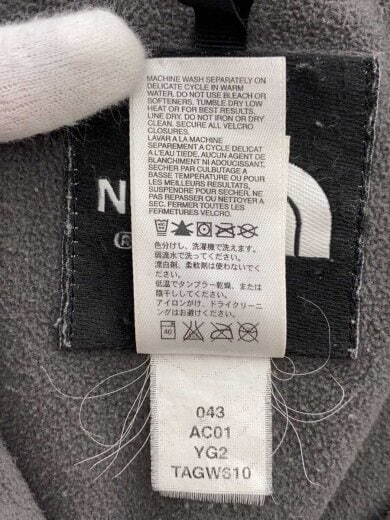 MACHINE WASH SEPARATELY ON
DELICATE CYCLE IN WARM
WATER. DO NOT USE BLEACH OR
SOFTENERS. TUMBLE DRY LOW
HEAT OR FOR BEST RESULTS,
LINE DRY. DO NOT IRON OR DRY
CLEAN. SECURE ALL VELCRO
CLOSURES.
LAVAR A LA MACHINE
SEPAREMENT A CYCLE DELICAT
A L'EAU TIEDE. AUCUN AGENT DE
BLANCHIMENT NI ADOUCISSANT.
SECHER PAR CULBUTAGE A
BASSE TEMPERATURE OU POUR
LES MEILLEURS RESULTATS,
SUSPENDRE POUR SECHER. NE
PAS REPASSER OU NETTOYER A
SEC. FERMER TOUTES LES
FERMETURES VELCRO.
N
®
色分けし、洗濯機で洗えます。
弱流水で洗ってください。
漂白剤、柔軟剤は使わないでく
ださい。
低温でタンブラー乾燥、または
陰干ししてください。
アイロンがけ、ドライクリーニ
ングはお避けください。
40
043
AC01
YG2
TAGWS10